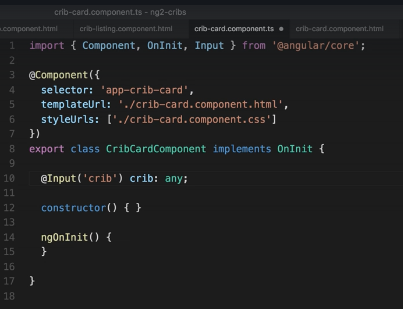 crib-card.component.ts - ng2-cribs
.component.html crib-listing.component.html crib-card.component.ts ● crib-card.component.html
1 import { Component, OnInit, Input } from '@angular/core';
2
3 @Component({
4 selector: 'app-crib-card',
5 templateUrl: './crib-card.component.html',
6 styleUrls: ['./crib-card.component.css']
7 })
8 export class CribCardComponent implements OnInit {
9
10 @Input('crib') crib: any;
11
12 constructor() { }
13
14 ngOnInit() {
15 }
16
17 }
18